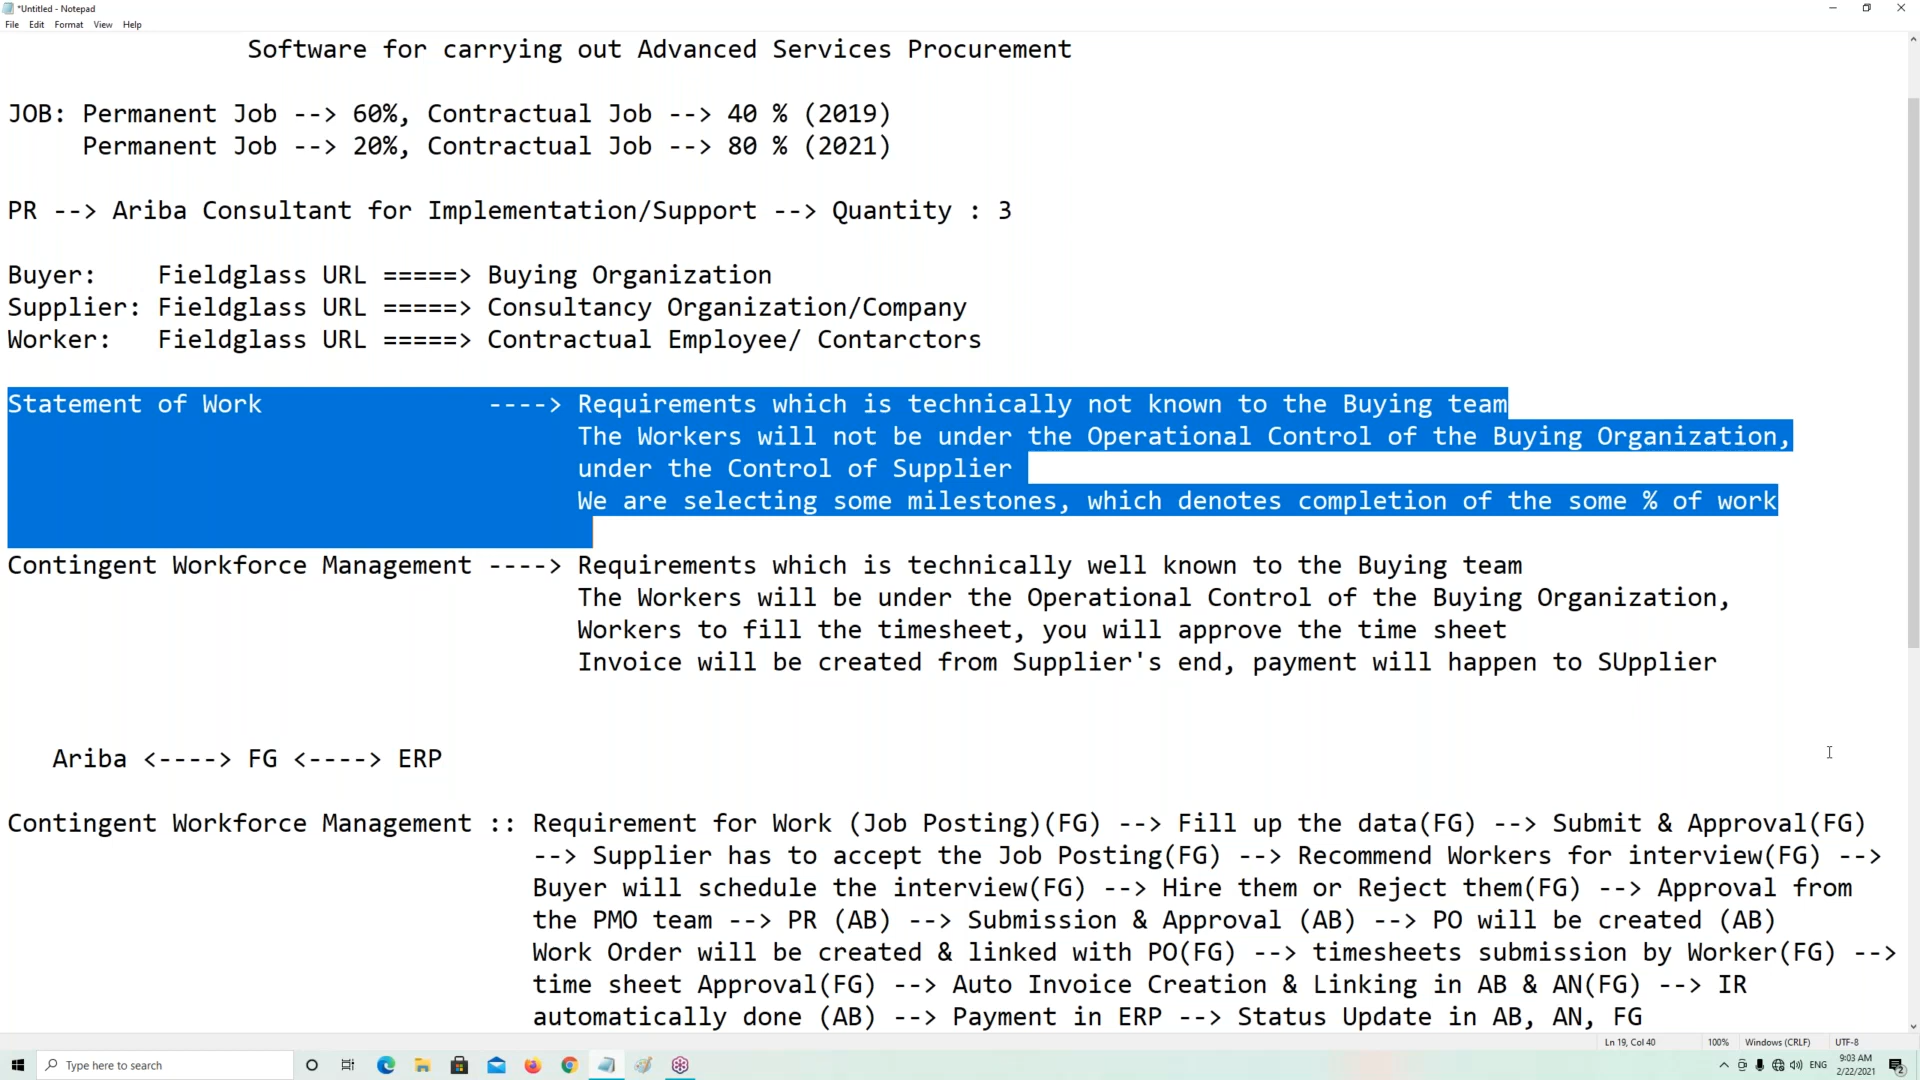 *Untitled - Notepad
File Edit Format View Help
Software for carrying out Advanced Services Procurement
JOB: Permanent Job --> 60%, Contractual Job --> 40 % (2019)
Permanent Job --> 20%, Contractual Job --> 80 % (2021)
PR --> Ariba Consultant for Implementation/Support --> Quantity : 3
Buyer: Fieldglass URL =====> Buying Organization
Supplier: Fieldglass URL =====> Consultancy Organization/Company
Worker: Fieldglass URL =====> Contractual Employee/ Contarctors
Statement of Work ----> Requirements which is technically not known to the Buying team
The Workers will not be under the Operational Control of the Buying Organization,
under the Control of Supplier
We are selecting some milestones, which denotes completion of the some % of work
Contingent Workforce Management ----> Requirements which is technically well known to the Buying team
The Workers will be under the Operational Control of the Buying Organization,
Workers to fill the timesheet, you will approve the time sheet
Invoice will be created from Supplier's end, payment will happen to SUpplier
Ariba <----> FG <----> ERP
Contingent Workforce Management :: Requirement for Work (Job Posting)(FG) --> Fill up the data(FG) --> Submit & Approval(FG)
--> Supplier has to accept the Job Posting(FG) --> Recommend Workers for interview(FG) -->
Buyer will schedule the interview(FG) --> Hire them or Reject them(FG) --> Approval from
the PMO team --> PR (AB) --> Submission & Approval (AB) --> PO will be created (AB)
Work Order will be created & linked with PO(FG) --> timesheets submission by Worker(FG) -->
time sheet Approval(FG) --> Auto Invoice Creation & Linking in AB & AN(FG) --> IR
automatically done (AB) --> Payment in ERP --> Status Update in AB, AN, FG
Ln 19, Col 40 100% Windows (CRLF) UTF-8
Type here to search
ENG
9:03 AM
2/22/2021
2